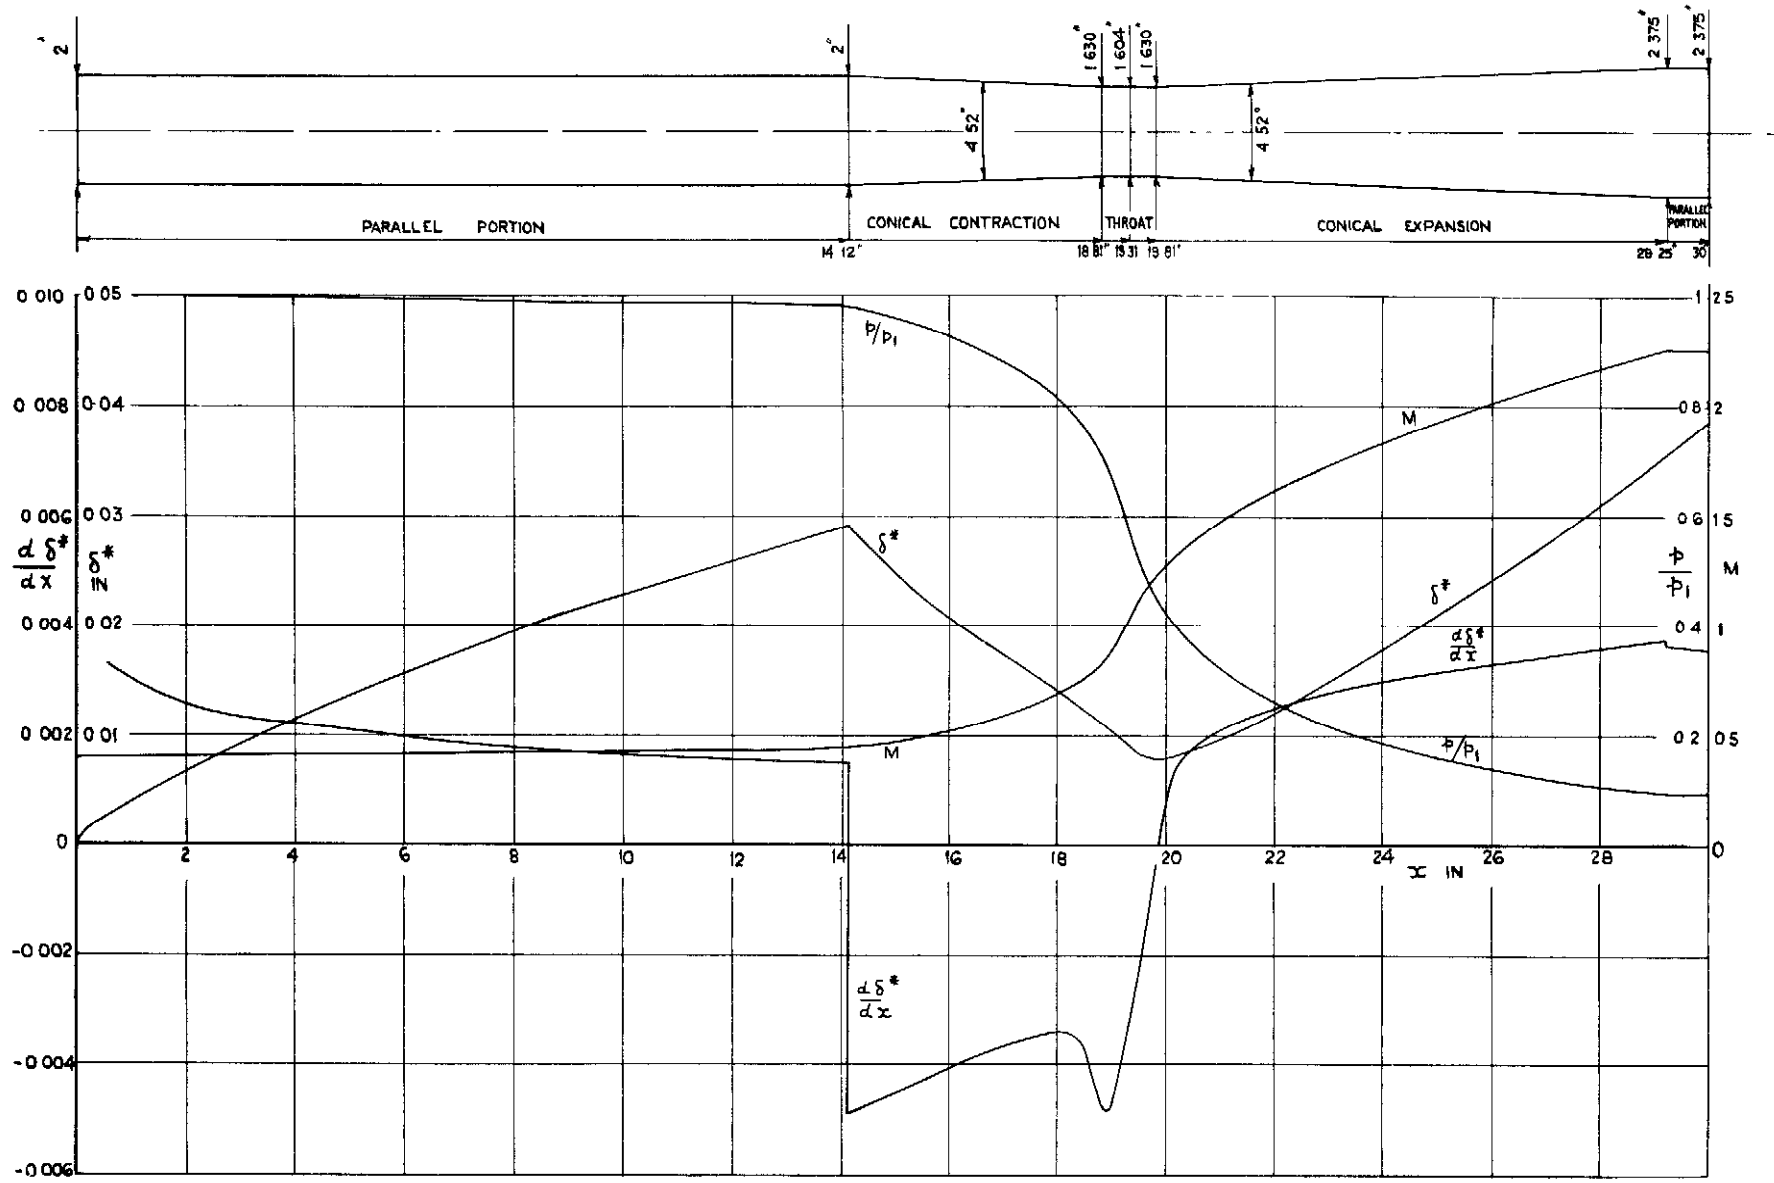 2"
2"
1 630"
1 604"
1 630"
2 375"
2 375"
4 52"
4 52°
PARALLEL PORTION
CONICAL CONTRACTION
THROAT
CONICAL EXPANSION
PARALLEL
PORTION
14 12"
18 81"
19 31
19 81"
29 25"
30
0 010
0 05
1
2 5
p/p1
0 008
0·04
0 8
2
M
0 006
0 03
0 6
1 5
dδ*
dx
δ*
IN
δ*
δ*
p
p1
M
0 004
0 02
0 4
1
dδ*
dx
0 002
0 01
M
0 2
0 5
p/p1
0
2
4
6
8
10
12
14
16
18
20
22
24
26
28
0
x IN
-0 002
dδ*
dx
-0 004
-0 006